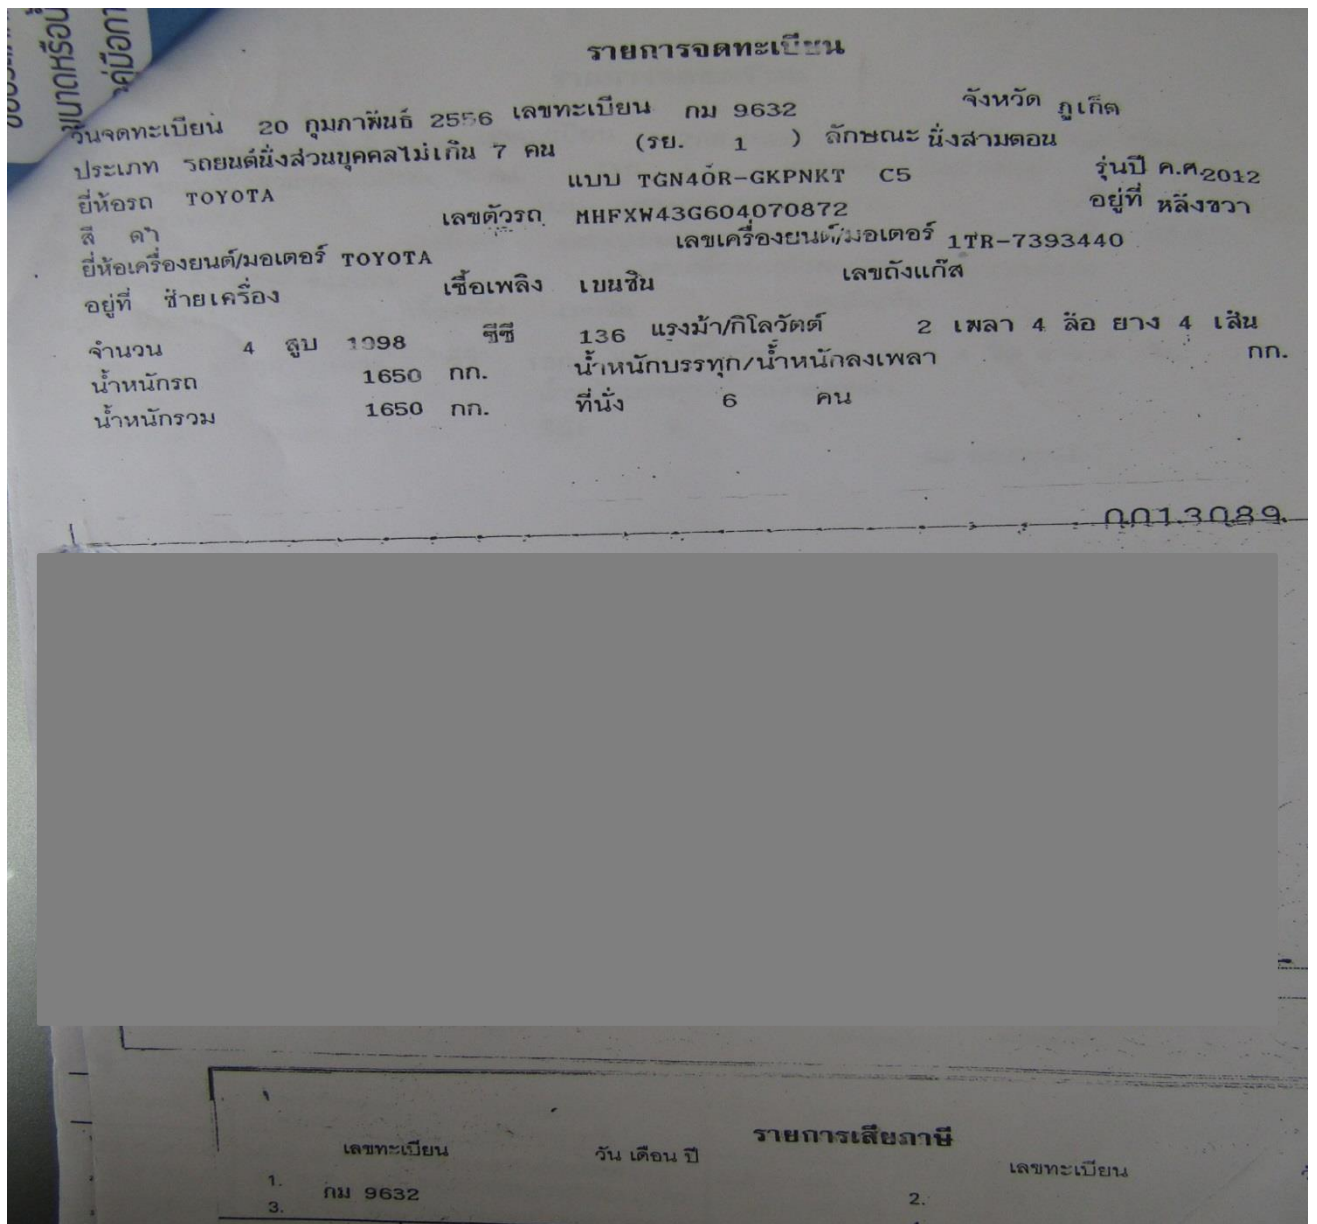 ขนาดหรือน้ำ
คู่มือกา
รายการจดทะเบียน
วันจดทะเบียน 20 กุมภาพันธ์ 2556 เลขทะเบียน กม 9632 จังหวัด ภูเก็ต
ประเภท รถยนต์นั่งส่วนบุคคลไม่เกิน 7 คน (รย. 1 ) ลักษณะ นั่งสามตอน
ยี่ห้อรถ TOYOTA แบบ TGN40R-GKPNKT C5 รุ่นปี ค.ศ.2012
สี ดำ เลขตัวรถ MHFXW43G604070872 อยู่ที่ หลังขวา
ยี่ห้อเครื่องยนต์/มอเตอร์ TOYOTA เลขเครื่องยนต์/มอเตอร์ 1TR-7393440
อยู่ที่ ซ้ายเครื่อง เชื้อเพลิง เบนซิน เลขถังแก๊ส
จำนวน 4 สูบ 1998 ซีซี 136 แรงม้า/กิโลวัตต์ 2 เพลา 4 ล้อ ยาง 4 เส้น
น้ำหนักรถ 1650 กก. น้ำหนักบรรทุก/น้ำหนักลงเพลา กก.
น้ำหนักรวม 1650 กก. ที่นั่ง 6 คน
0013089
รายการเสียภาษี
เลขทะเบียน วัน เดือน ปี เลขทะเบียน
1. กม 9632 2.
3.